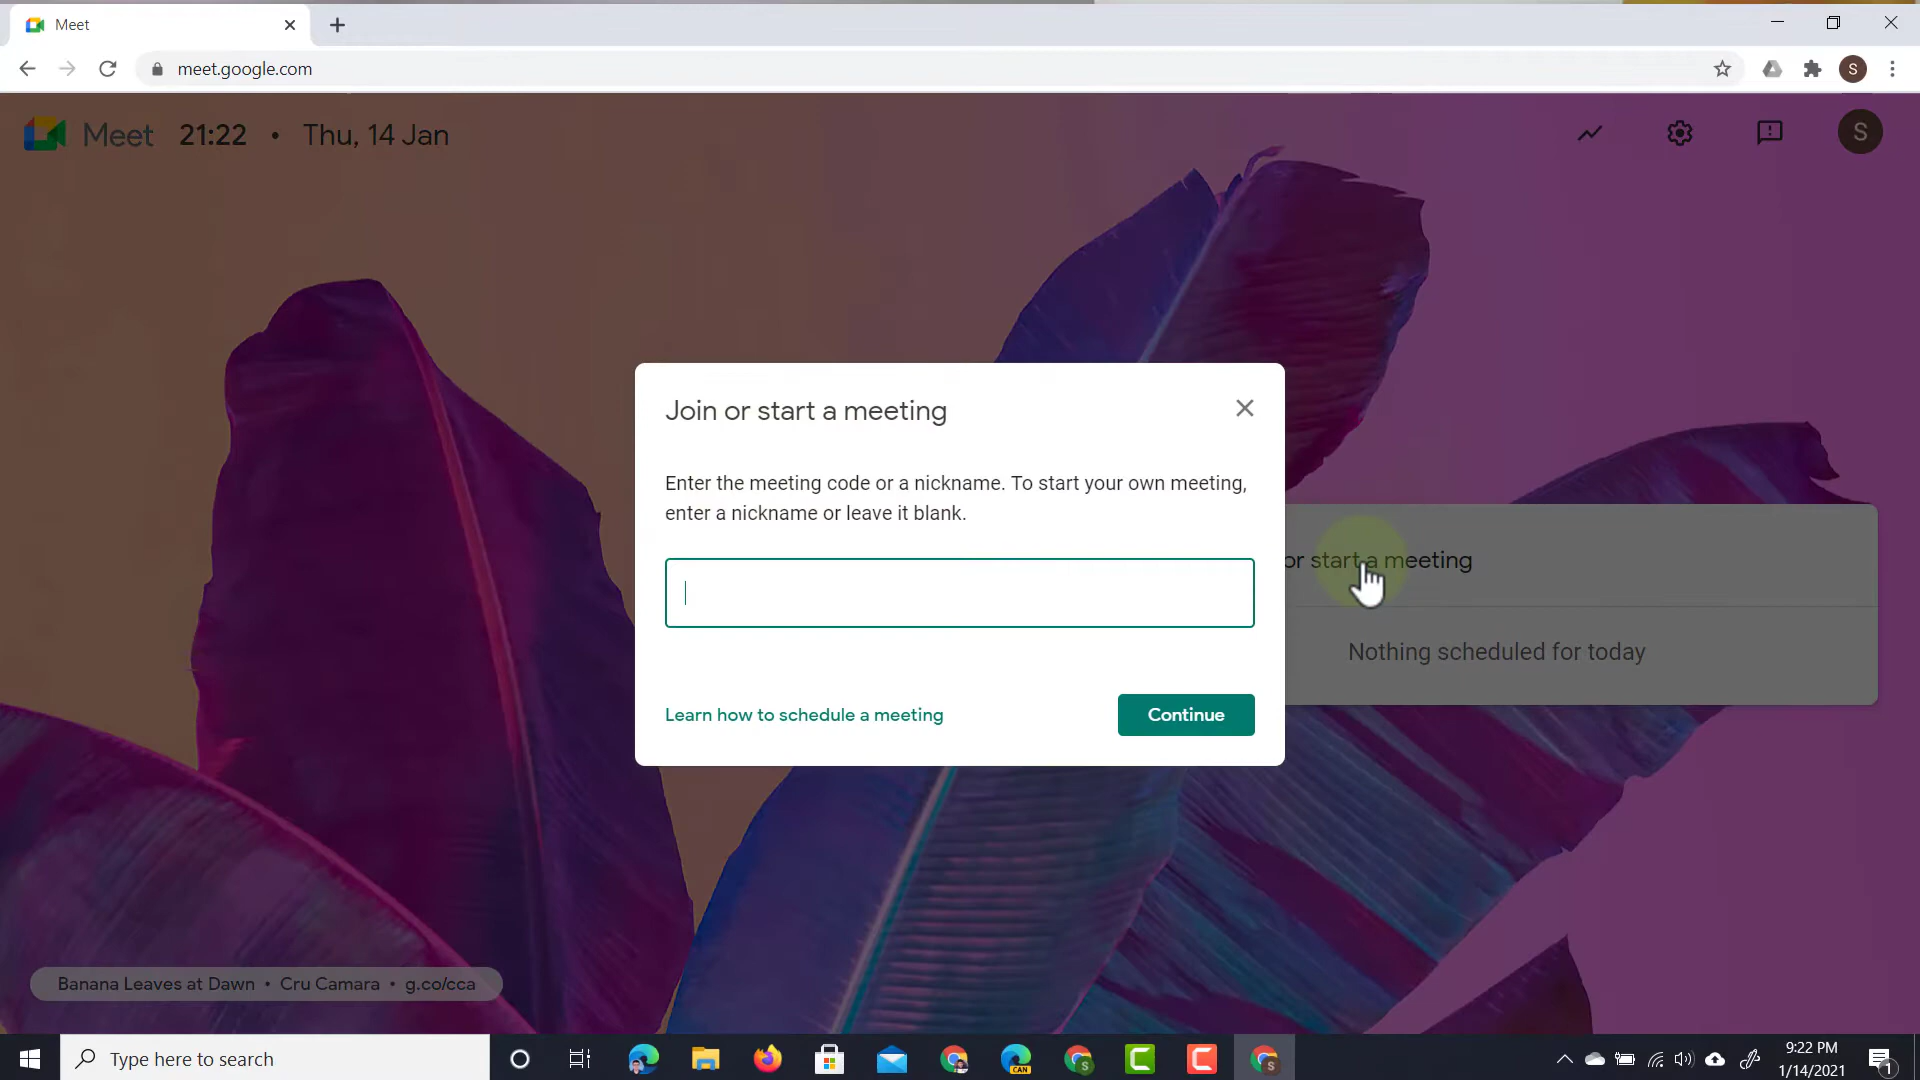 Meet
meet.google.com
S
Meet 21:22 • Thu, 14 Jan
S
Join or start a meeting
Enter the meeting code or a nickname. To start your own meeting,
enter a nickname or leave it blank.
or start a meeting
Nothing scheduled for today
Learn how to schedule a meeting
Continue
Banana Leaves at Dawn • Cru Camara • g.co/cca
Type here to search
CAN
S
S
9:22 PM
1/14/2021
1